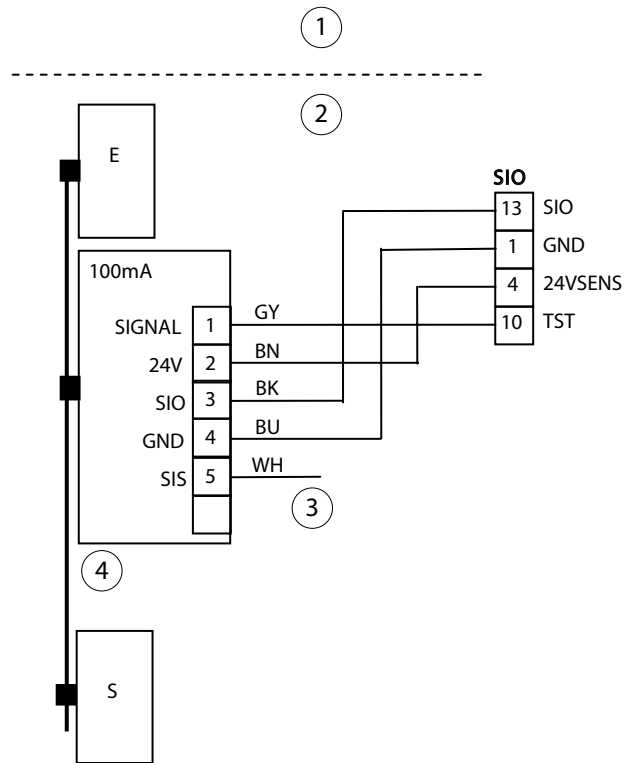 1
2
E
SIO
13 SIO
1 GND
4 24VSENS
10 TST
100mA
SIGNAL 1 GY
24V 2 BN
SIO 3 BK
GND 4 BU
SIS 5 WH
3
4
S